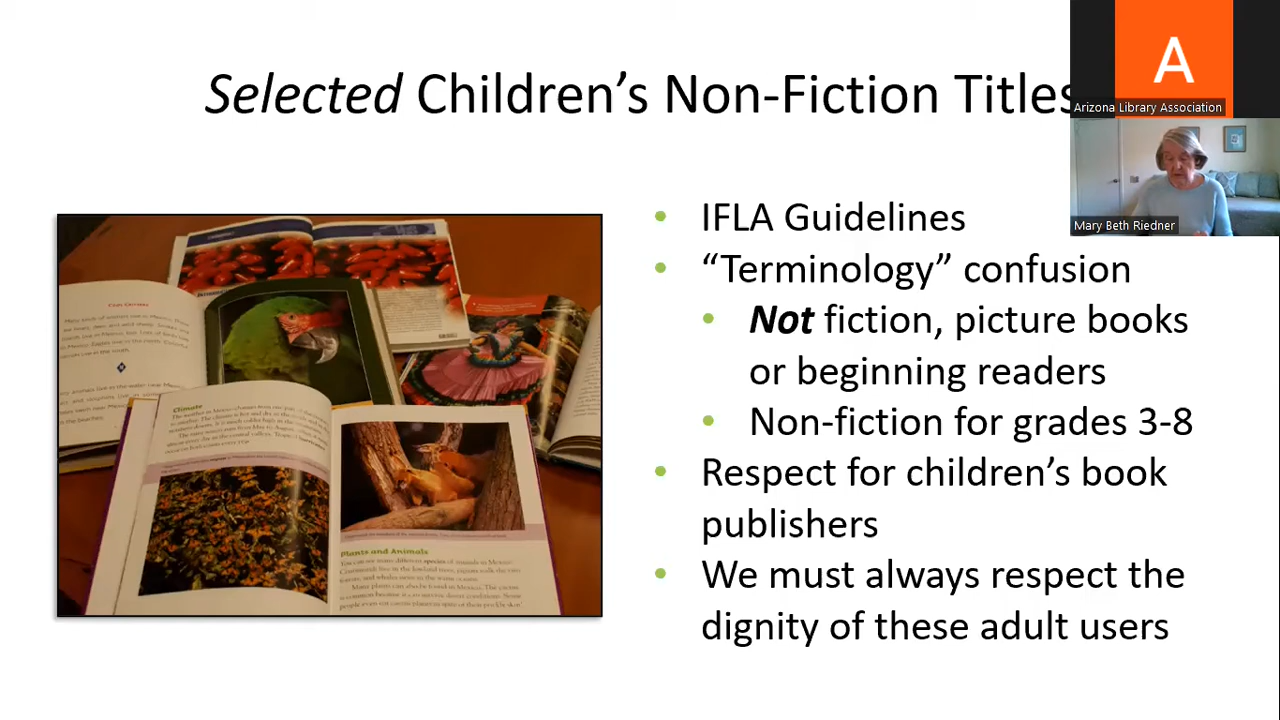 Selected Children’s Non-Fiction Titles
A
Arizona Library Association
Mary Beth Riedner
• IFLA Guidelines
• “Terminology” confusion
• Not fiction, picture books
or beginning readers
• Non-fiction for grades 3-8
• Respect for children’s book
publishers
• We must always respect the
dignity of these adult users
Climate
Plants and Animals